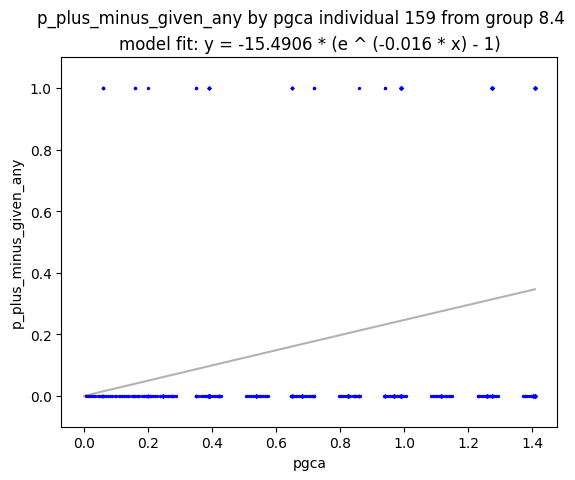 p_plus_minus_given_any by pgca individual 159 from group 8.4
model fit: y = -15.4906 * (e ^ (-0.016 * x) - 1)
1.0
0.8
0.6
0.4
0.2
0.0
p_plus_minus_given_any
0.0 0.2 0.4 0.6 0.8 1.0 1.2 1.4
pgca